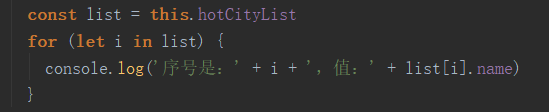 const list = this.hotCityList
for (let i in list) {
console.log('序号是：' + i + '，值：' + list[i].name)
}